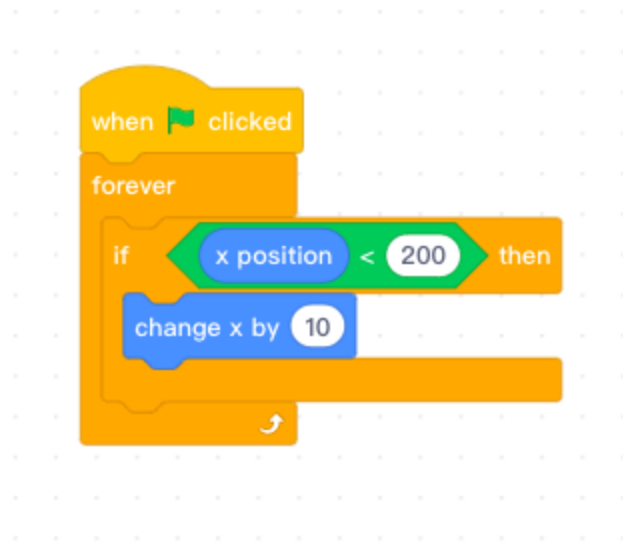 when clicked
forever
if x position < 200 then
change x by 10